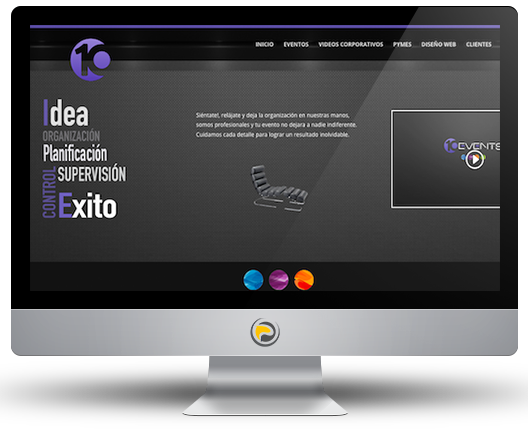 INICIO EVENTOS VIDEOS CORPORATIVOS PYMES DISEÑO WEB CLIENTES
10
Idea
ORGANIZACIÓN
Planificación
CONTROL
SUPERVISIÓN
Exito
Siéntate!, relájate y deja la organización en nuestras manos,
somos profesionales y tu evento no dejara a nadie indiferente.
Cuidamos cada detalle para lograr un resultado inolvidable.
10EVENTS